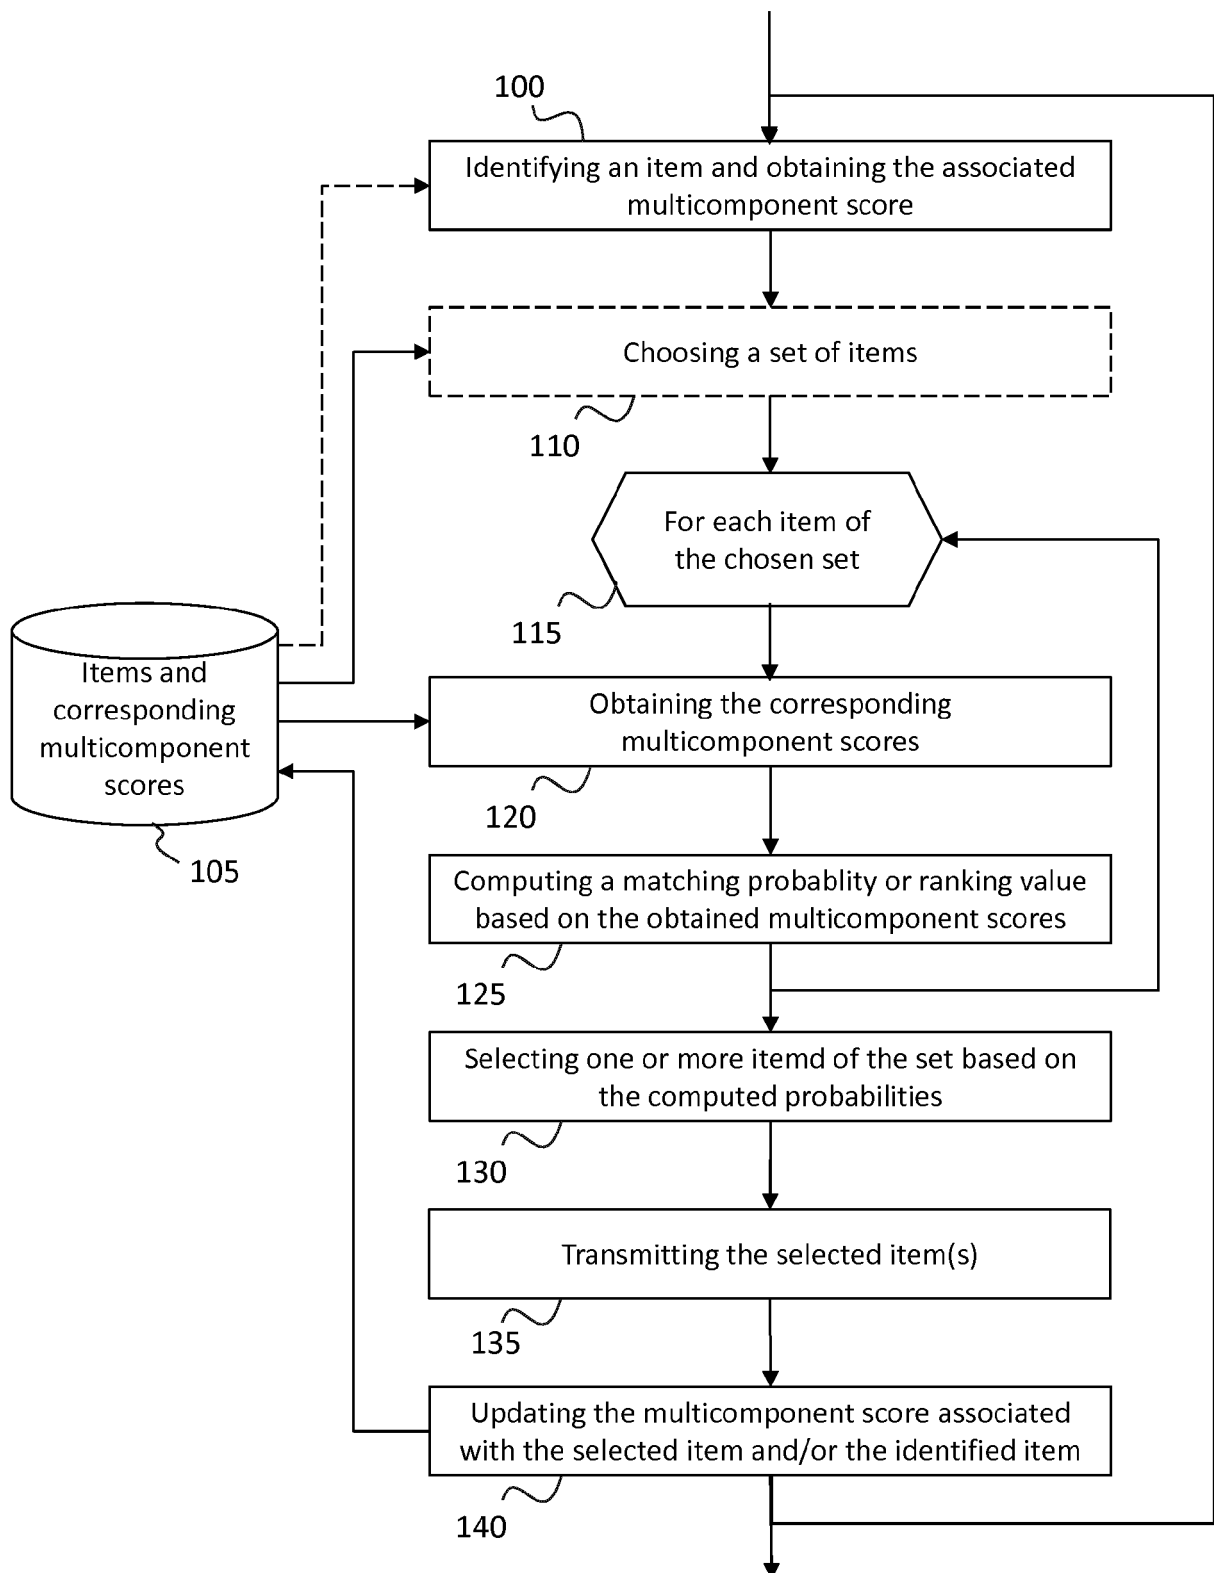 100
Identifying an item and obtaining the associated
multicomponent score
Choosing a set of items
110
For each item of
the chosen set
115
Items and
corresponding
multicomponent
scores
105
Obtaining the corresponding
multicomponent scores
120
Computing a matching probablity or ranking value
based on the obtained multicomponent scores
125
Selecting one or more itemd of the set based on
the computed probabilities
130
Transmitting the selected item(s)
135
Updating the multicomponent score associated
with the selected item and/or the identified item
140